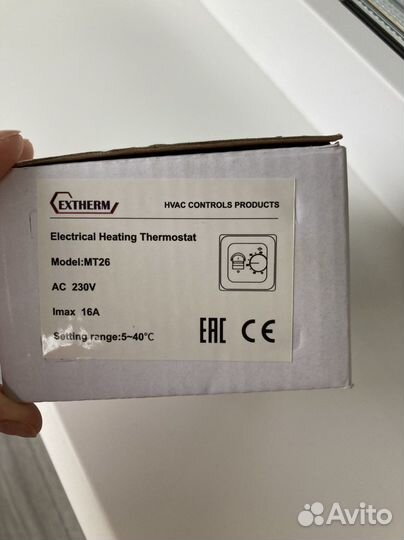 EXTHERM
HVAC CONTROLS PRODUCTS
Electrical Heating Thermostat
Model:MT26
AC 230V
Imax 16A
Setting range:5~40℃
EAC CE
Avito